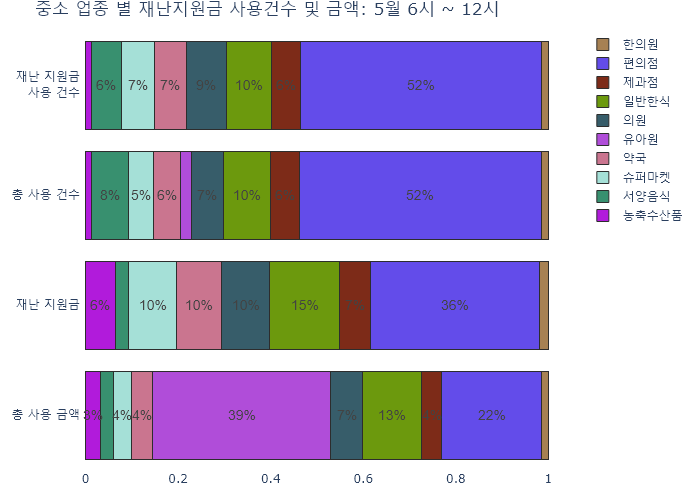 중소 업종 별 재난지원금 사용건수 및 금액: 5월 6시 ~ 12시
재난 지원금
사용 건수
6%
7%
7%
9%
10%
52%
총 사용 건수
8%
5%
6%
7%
10%
52%
재난 지원금
6%
10%
10%
10%
15%
7%
36%
총 사용 금액
3%
4%
4%
39%
7%
13%
22%
0
0.2
0.4
0.6
0.8
1
한의원
편의점
제과점
일반한식
의원
유아원
약국
슈퍼마켓
서양음식
농축수산품